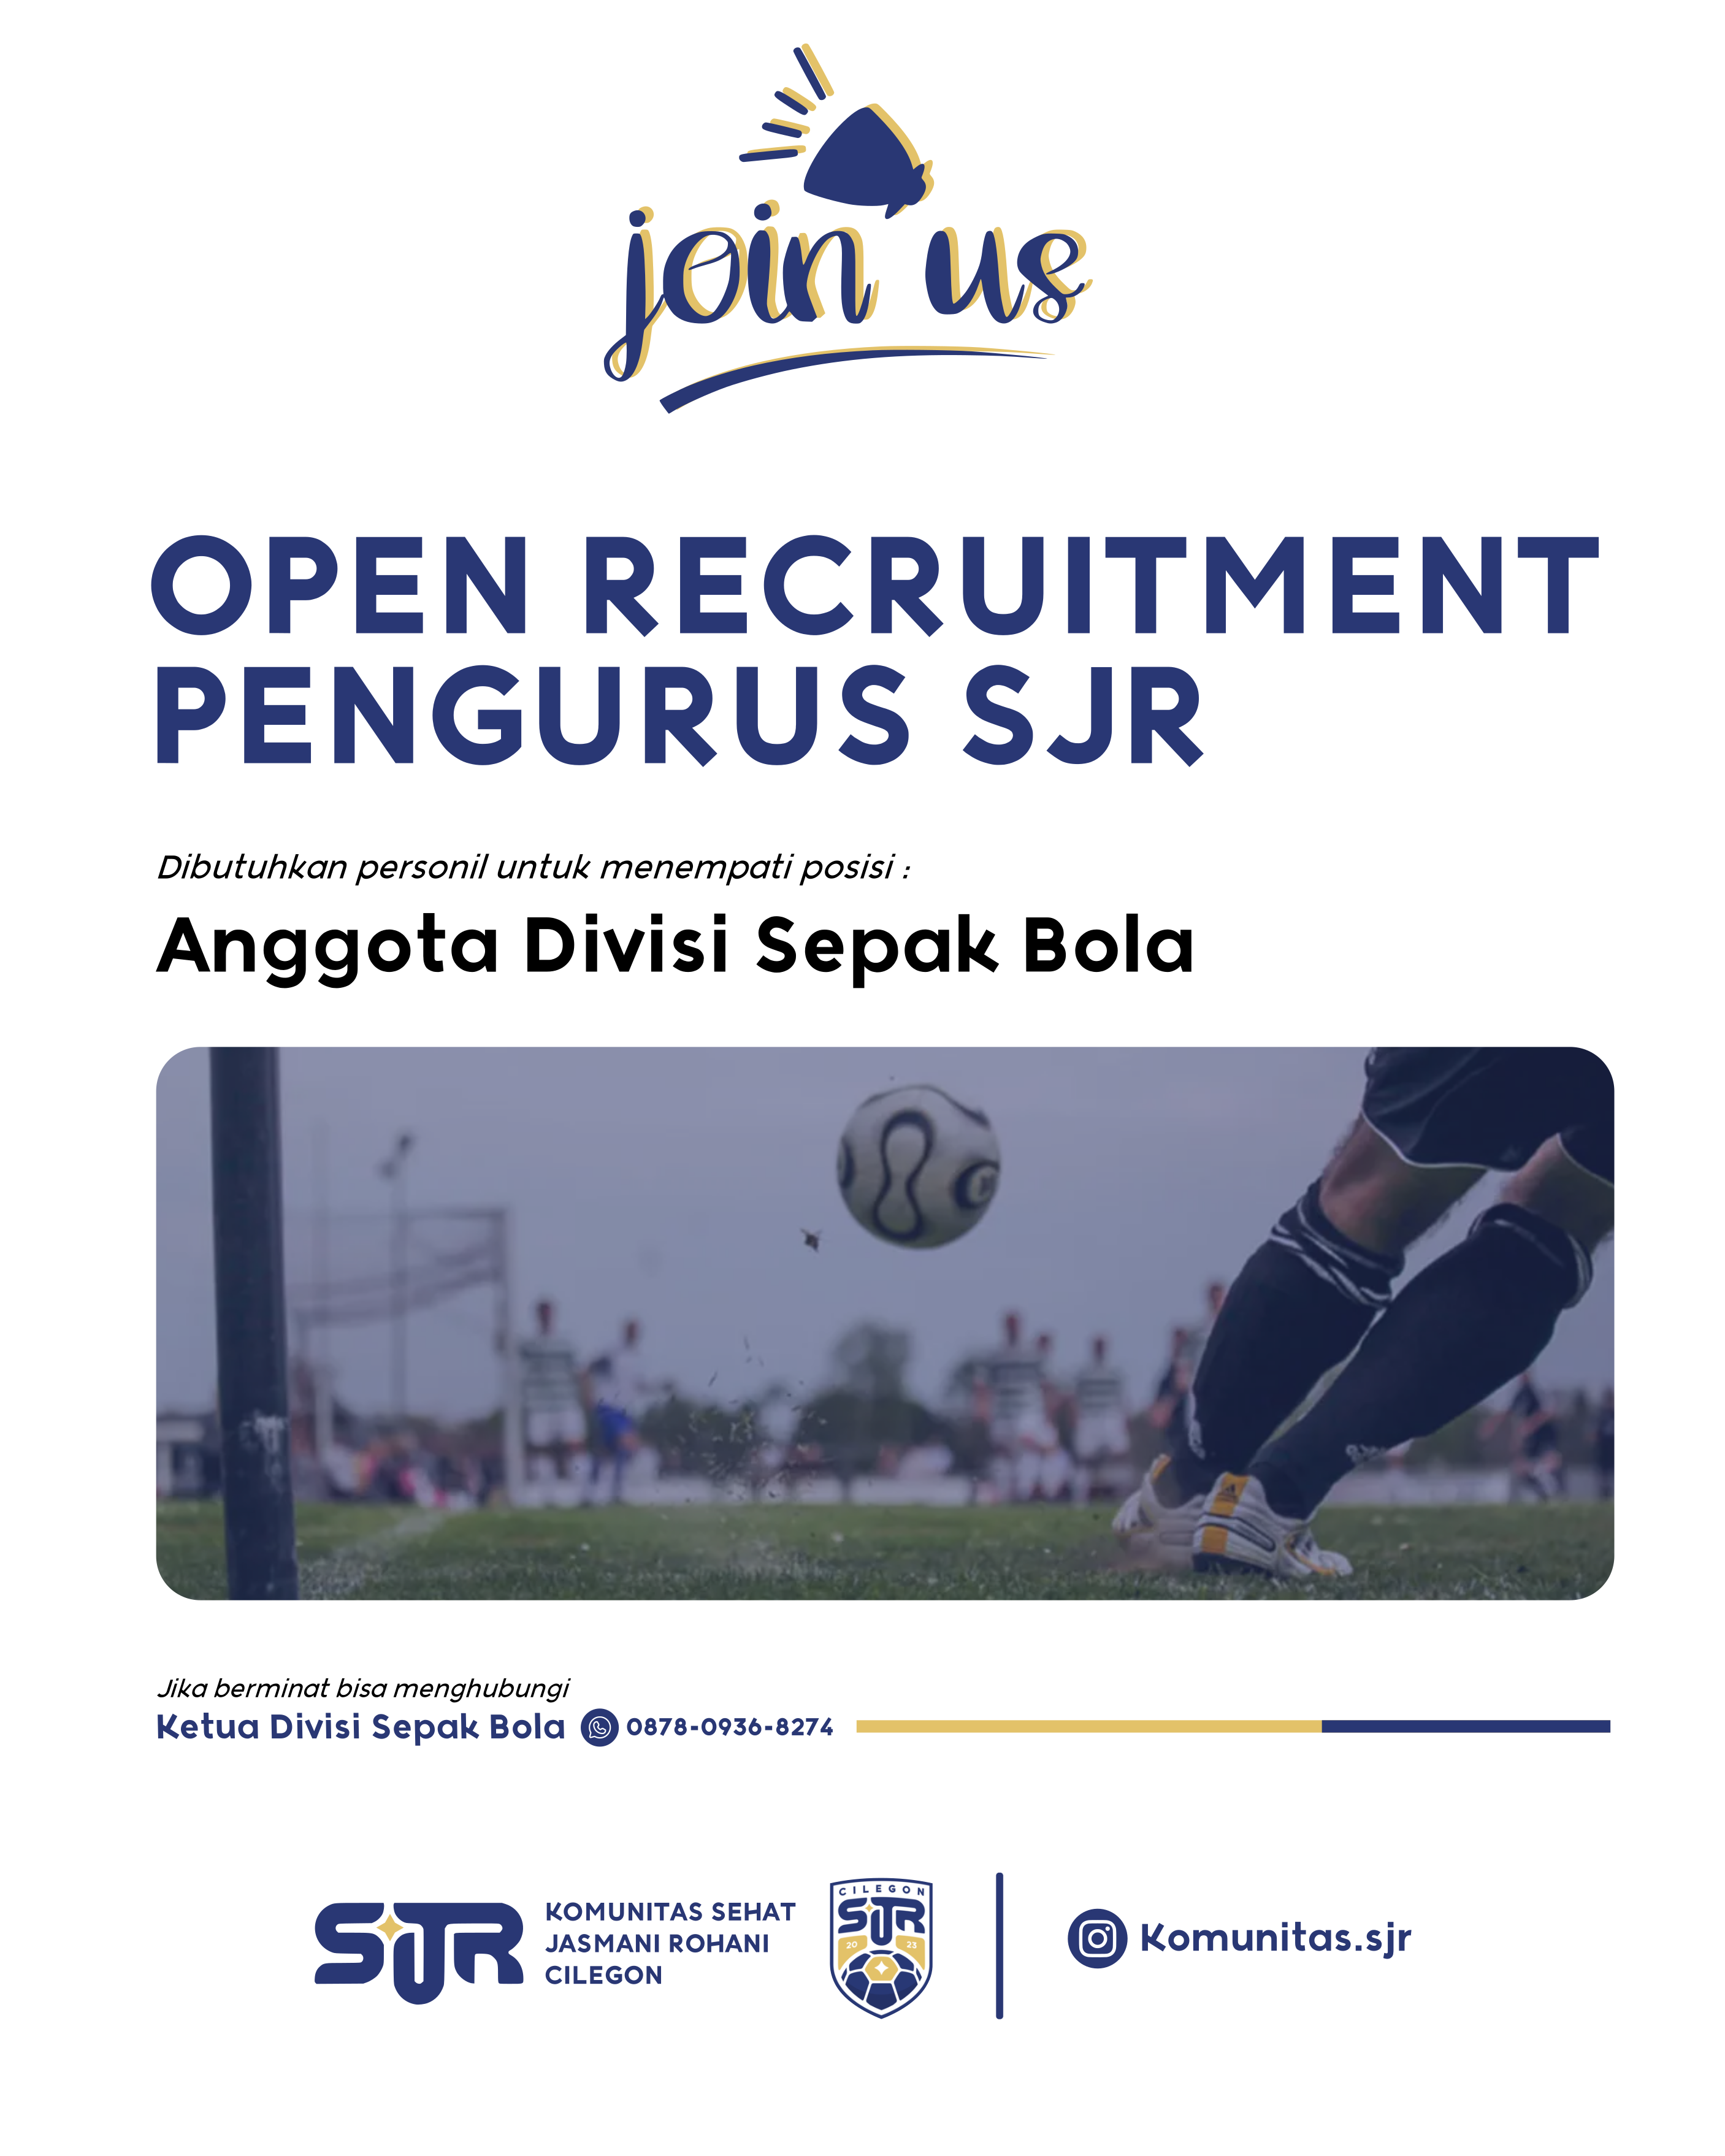 join us
OPEN RECRUITMENT
PENGURUS SJR
Dibutuhkan personil untuk menempati posisi :
Anggota Divisi Sepak Bola
Jika berminat bisa menghubungi
Ketua Divisi Sepak Bola 0878-0936-8274
SJR
KOMUNITAS SEHAT
JASMANI ROHANI
CILEGON
CILEGON
SJR
20 23
Komunitas.sjr